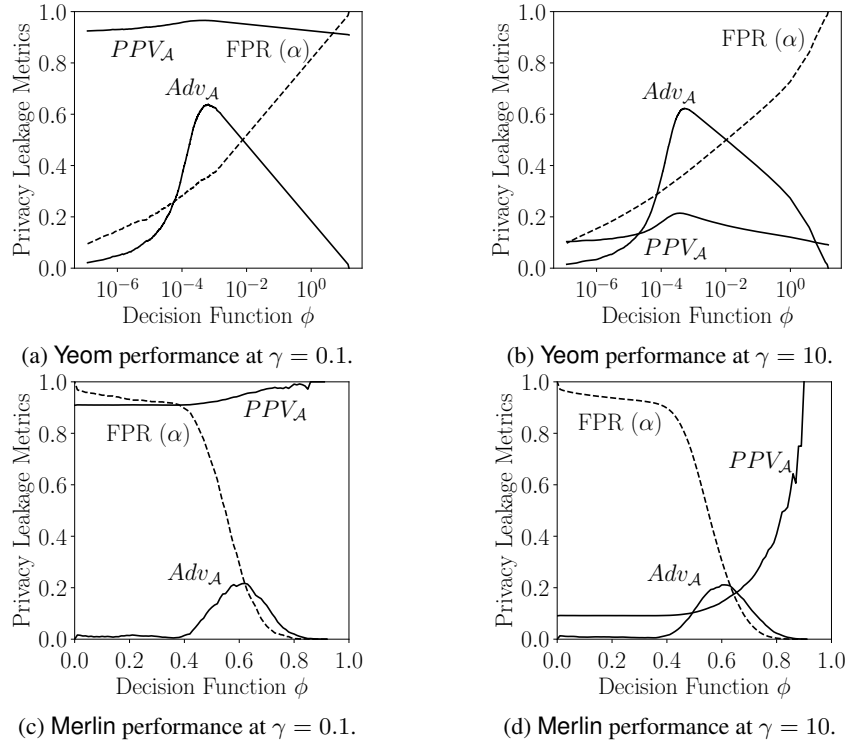 Privacy Leakage Metrics
1.0
0.8
0.6
0.4
0.2
0.0
PPV_A
FPR (α)
Adv_A
10^{-6} 10^{-4} 10^{-2} 10^{0}
Decision Function ϕ
(a) Yeom performance at γ = 0.1.
Privacy Leakage Metrics
1.0
0.8
0.6
0.4
0.2
0.0
FPR (α)
Adv_A
PPV_A
10^{-6} 10^{-4} 10^{-2} 10^{0}
Decision Function ϕ
(b) Yeom performance at γ = 10.
Privacy Leakage Metrics
1.0
0.8
0.6
0.4
0.2
0.0
PPV_A
FPR (α)
Adv_A
0.0 0.2 0.4 0.6 0.8 1.0
Decision Function ϕ
(c) Merlin performance at γ = 0.1.
Privacy Leakage Metrics
1.0
0.8
0.6
0.4
0.2
0.0
FPR (α)
PPV_A
Adv_A
0.0 0.2 0.4 0.6 0.8 1.0
Decision Function ϕ
(d) Merlin performance at γ = 10.